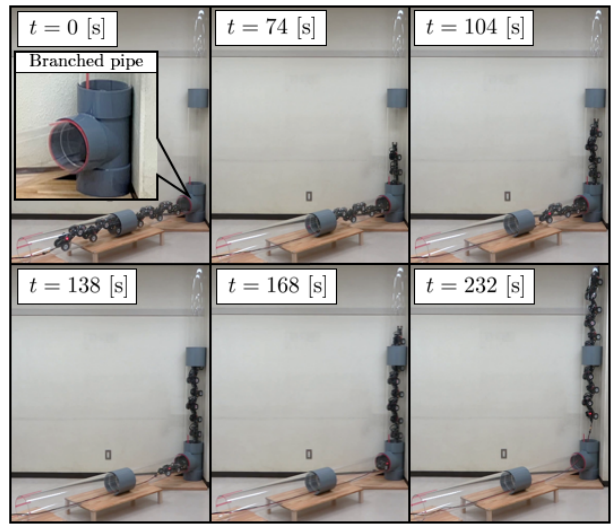 t = 0 [s]
t = 74 [s]
t = 104 [s]
Branched pipe
t = 138 [s]
t = 168 [s]
t = 232 [s]